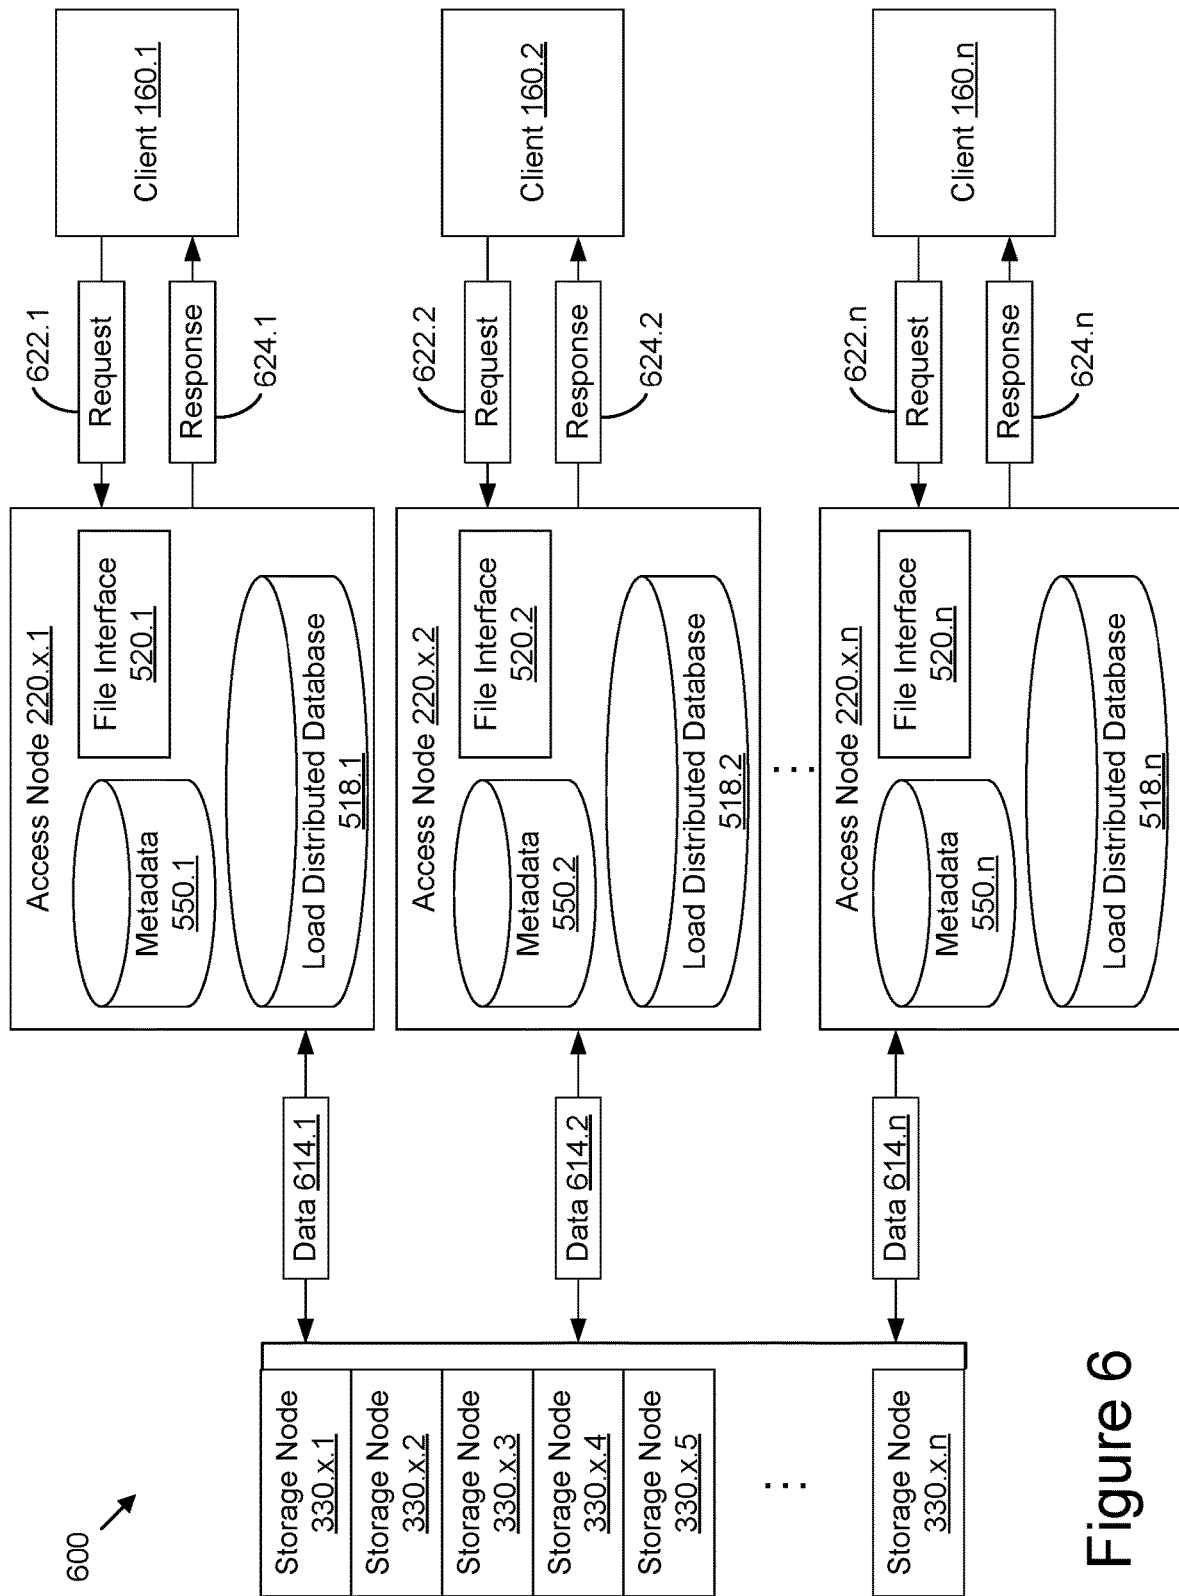 600
Storage Node
330.x.1
Storage Node
330.x.2
Storage Node
330.x.3
Storage Node
330.x.4
Storage Node
330.x.5
...
Storage Node
330.x.n
Data 614.1
Data 614.2
Data 614.n
Access Node 220.x.1
Metadata
550.1
File Interface
520.1
Load Distributed Database
518.1
Access Node 220.x.2
Metadata
550.2
File Interface
520.2
Load Distributed Database
518.2
...
Access Node 220.x.n
Metadata
550.n
File Interface
520.n
Load Distributed Database
518.n
622.1
Request
Response
624.1
622.2
Request
Response
624.2
622.n
Request
Response
624.n
Client 160.1
Client 160.2
Client 160.n
Figure 6